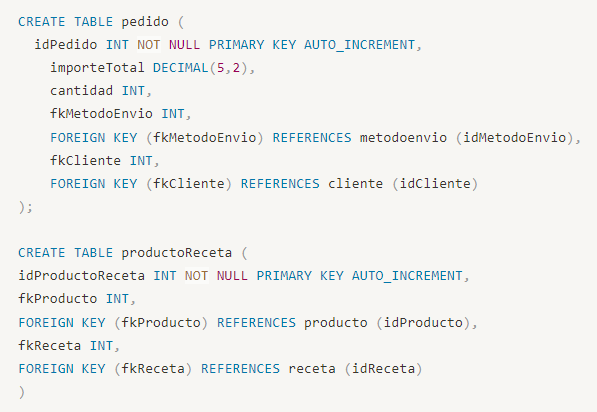 CREATE TABLE pedido (
idPedido INT NOT NULL PRIMARY KEY AUTO_INCREMENT,
importeTotal DECIMAL(5,2),
cantidad INT,
fkMetodoEnvio INT,
FOREIGN KEY (fkMetodoEnvio) REFERENCES metodoenvio (idMetodoEnvio),
fkCliente INT,
FOREIGN KEY (fkCliente) REFERENCES cliente (idCliente)
);
CREATE TABLE productoReceta (
idProductoReceta INT NOT NULL PRIMARY KEY AUTO_INCREMENT,
fkProducto INT,
FOREIGN KEY (fkProducto) REFERENCES producto (idProducto),
fkReceta INT,
FOREIGN KEY (fkReceta) REFERENCES receta (idReceta)
)